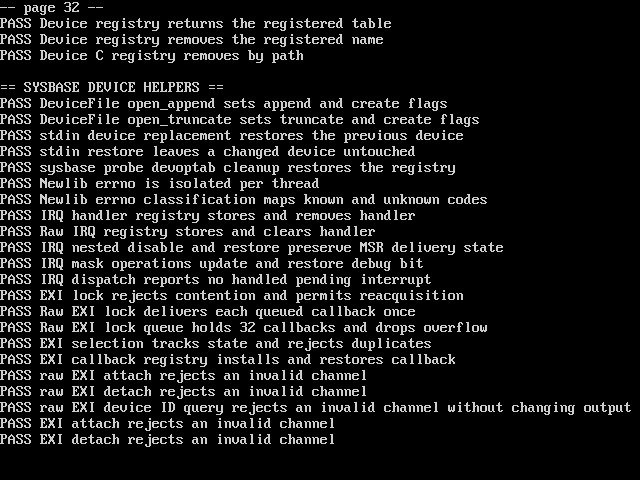 -- page 32 --
PASS Device registry returns the registered table
PASS Device registry removes the registered name
PASS Device C registry removes by path
== SYSBASE DEVICE HELPERS ==
PASS DeviceFile open_append sets append and create flags
PASS DeviceFile open_truncate sets truncate and create flags
PASS stdin device replacement restores the previous device
PASS stdin restore leaves a changed device untouched
PASS sysbase probe devoptab cleanup restores the registry
PASS Newlib errno is isolated per thread
PASS Newlib errno classification maps known and unknown codes
PASS IRQ handler registry stores and removes handler
PASS Raw IRQ registry stores and clears handler
PASS IRQ nested disable and restore preserve MSR delivery state
PASS IRQ mask operations update and restore debug bit
PASS IRQ dispatch reports no handled pending interrupt
PASS EXI lock rejects contention and permits reacquisition
PASS Raw EXI lock delivers each queued callback once
PASS Raw EXI lock queue holds 32 callbacks and drops overflow
PASS EXI selection tracks state and rejects duplicates
PASS EXI callback registry installs and restores callback
PASS raw EXI attach rejects an invalid channel
PASS raw EXI detach rejects an invalid channel
PASS raw EXI device ID query rejects an invalid channel without changing output
PASS EXI attach rejects an invalid channel
PASS EXI detach rejects an invalid channel